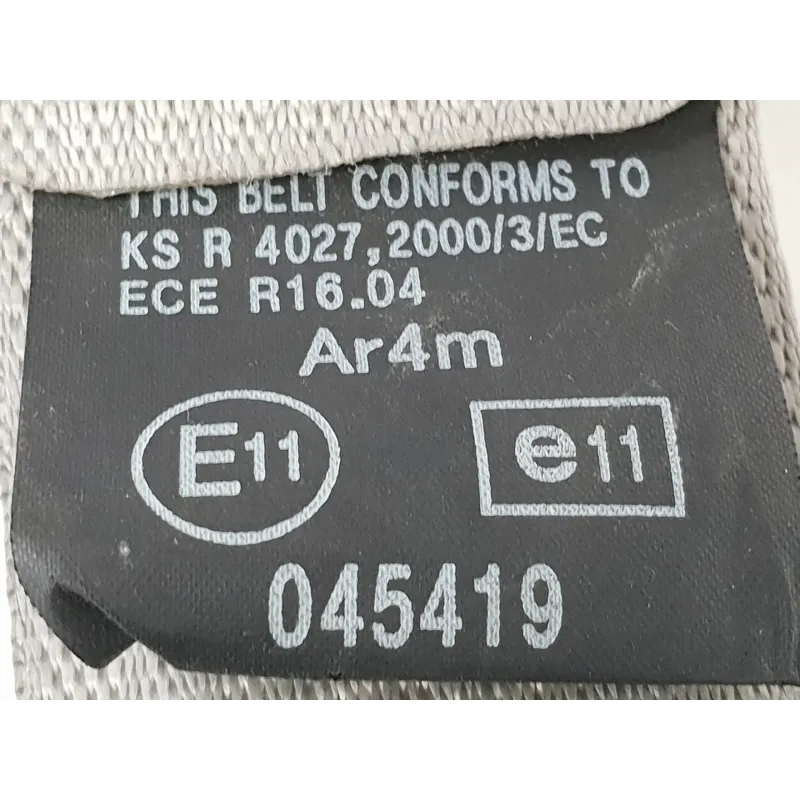 THIS BELT CONFORMS TO
KS R 4027,2000/3/EC
ECE R16.04
Ar4m
E11 e11
045419